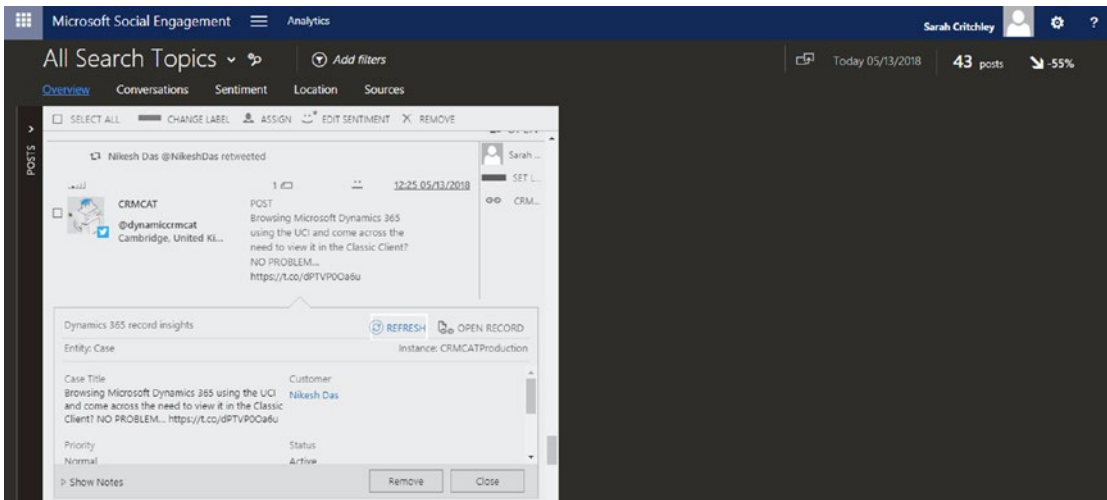 Microsoft Social Engagement Analytics Sarah Critchley ?
All Search Topics Add filters Today 05/13/2018 43 posts -55%
Overview Conversations Sentiment Location Sources
SELECT ALL CHANGE LABEL ASSIGN EDIT SENTIMENT REMOVE
POSTS
Nikesh Das @NikeshDas retweeted Sarah ...
1 12:25 05/13/2018 SET L...
CRMCAT POST CRM...
@dynamiccrmcat Browsing Microsoft Dynamics 365
Cambridge, United Ki... using the UCI and come across the
need to view it in the Classic Client?
NO PROBLEM...
https://t.co/dPTVP0Oa6u
Dynamics 365 record insights REFRESH OPEN RECORD
Entity: Case Instance: CRMCATProduction
Case Title Customer
Browsing Microsoft Dynamics 365 using the UCI Nikesh Das
and come across the need to view it in the Classic
Client? NO PROBLEM... https://t.co/dPTVP0Oa6u
Priority Status
Normal Active
Show Notes Remove Close